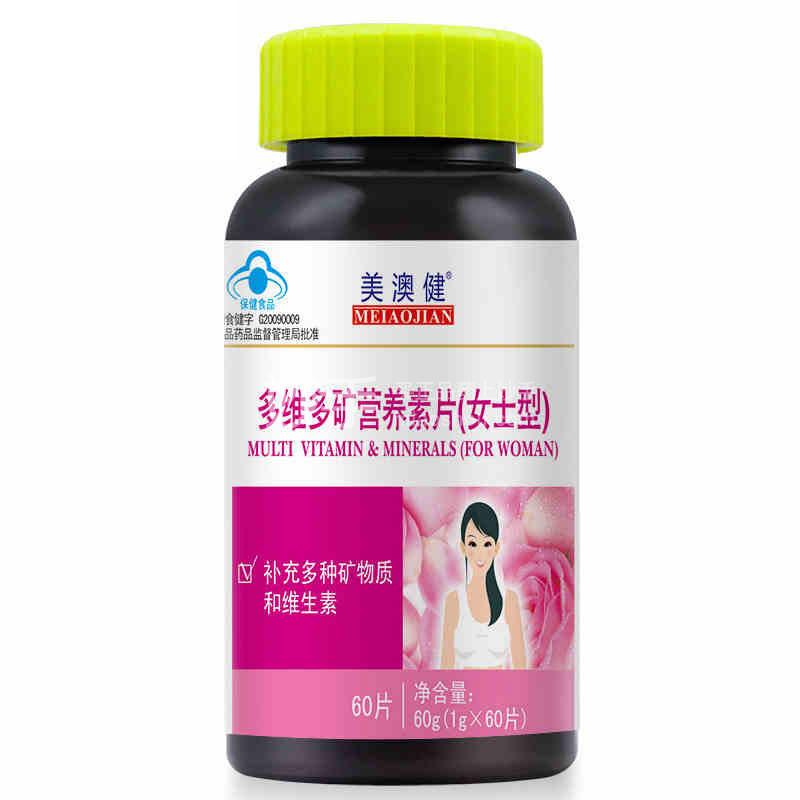 美澳健®
MEIAOJIAN
保健食品
食健字 G20090009
品药品监督管理局批准
多维多矿营养素片(女士型)
MULTI VITAMIN & MINERALS (FOR WOMAN)
补充多种矿物质
和维生素
60片
净含量：
60g(1g×60片)